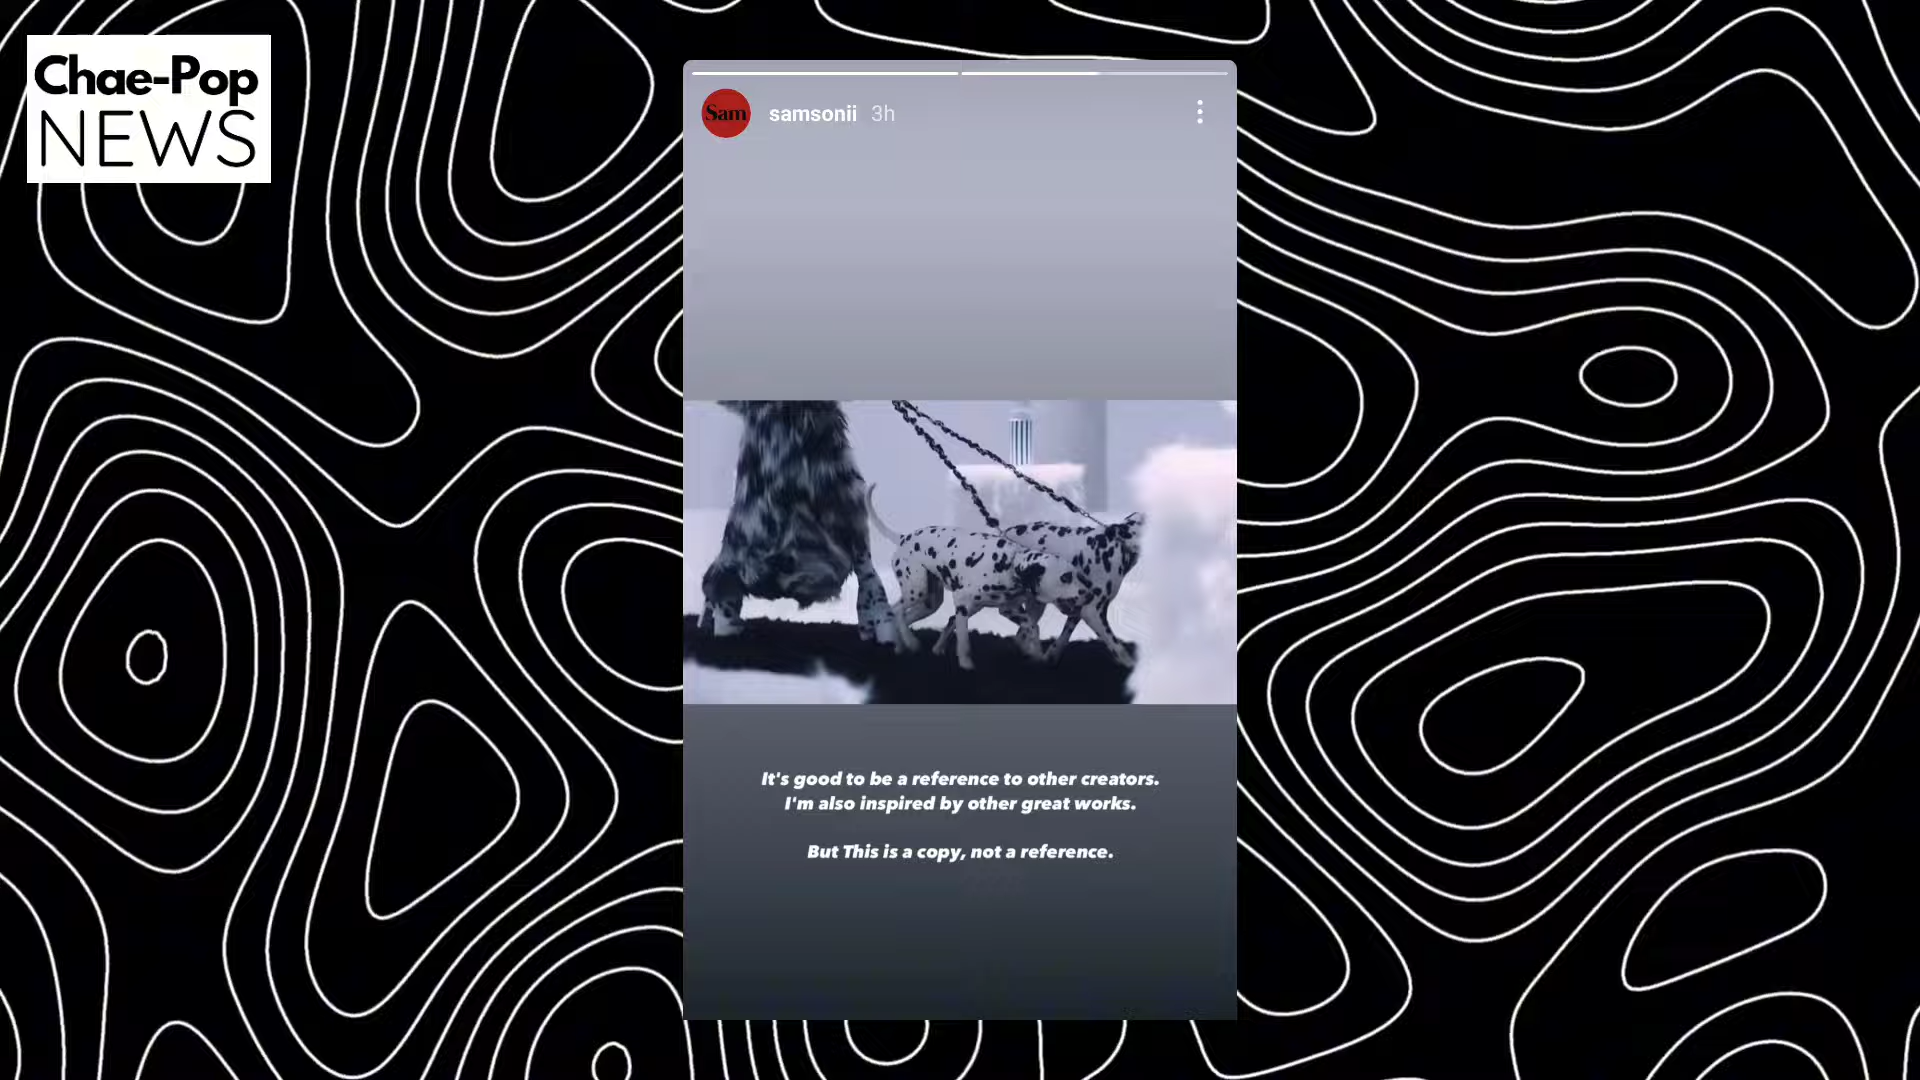 Chae-Pop
NEWS
Sam
samsonii 3h
It's good to be a reference to other creators.
I'm also inspired by other great works.
But This is a copy, not a reference.